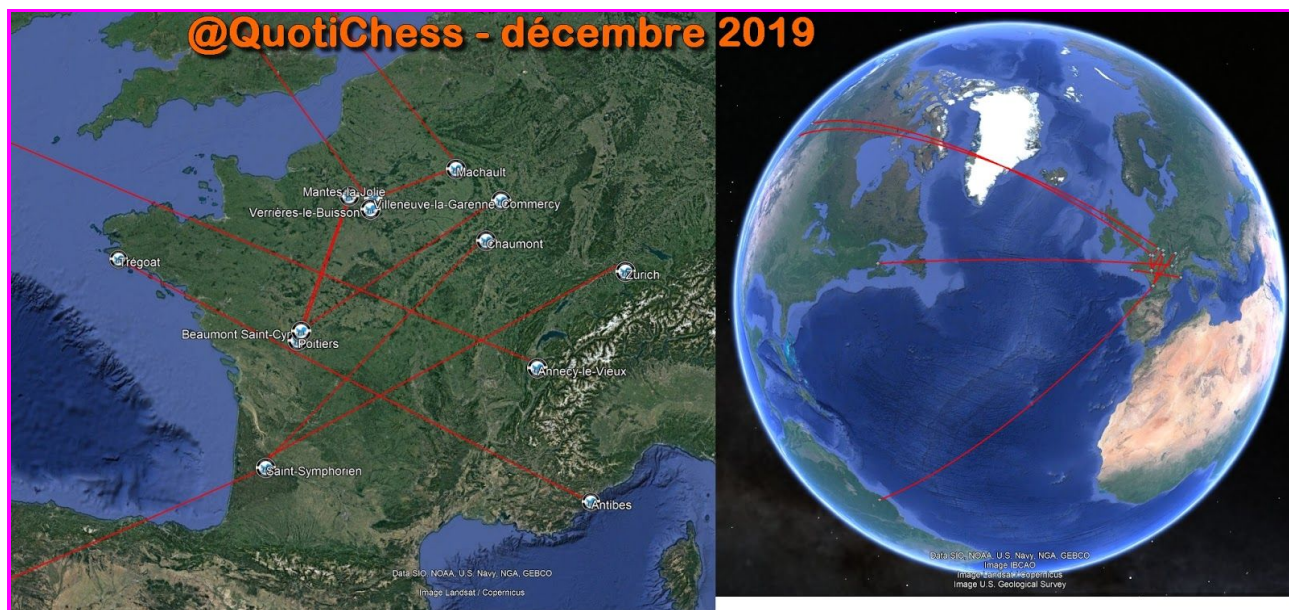 @QuotiChess - décembre 2019
Machault
Mantes-la-Jolie
Villeneuve-la-Garenne
Commercy
Verrières-le-Buisson
Chaumont
Trégoat
Zürich
Beaumont Saint-Cyr
Poitiers
Annecy-le-Vieux
Saint-Symphorien
Antibes
Data SIO, NOAA, U.S. Navy, NGA, GEBCO
Image Landsat / Copernicus
Data SIO, NOAA, U.S. Navy, NGA, GEBCO
Image IBCAO
Image Landsat / Copernicus
Image U.S. Geological Survey